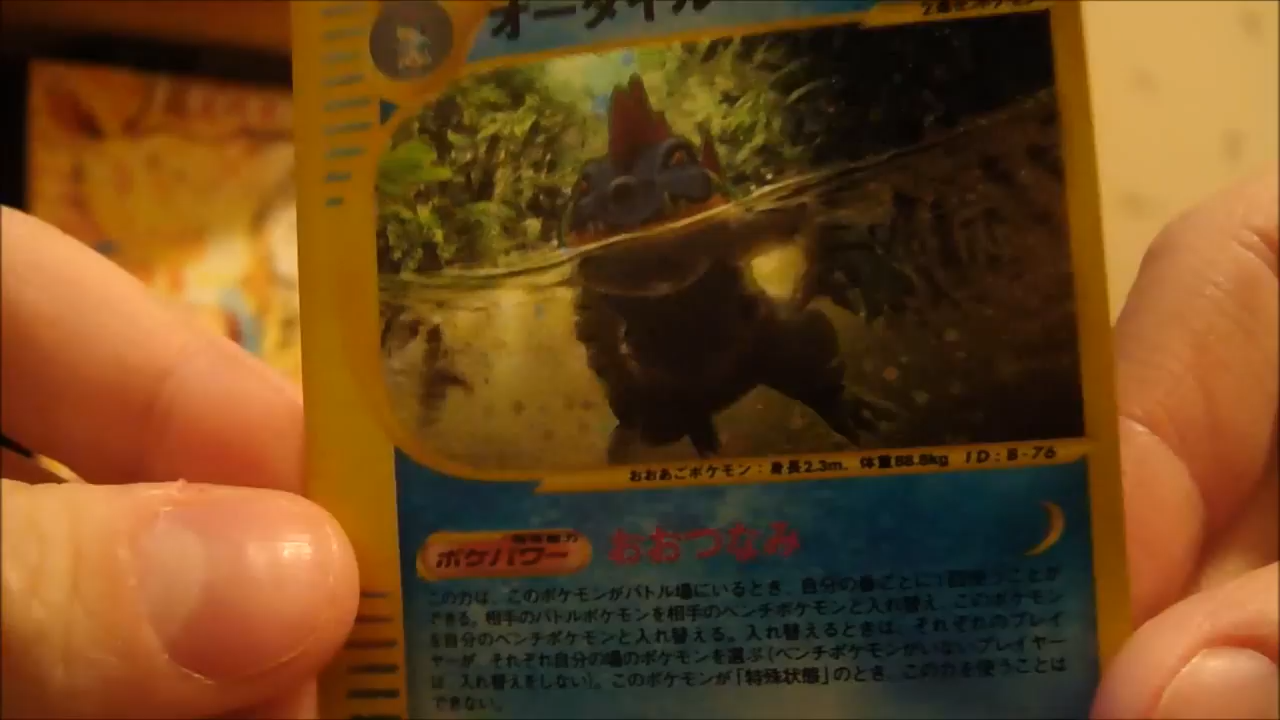 オーダイル
おおあごポケモン：身長2.3m. 体重88.8kg ID：B-76
ポケパワー おおつなみ
この力は、このポケモンがバトル場にいるとき、自分の番ごとに1回使うことが
できる。相手のバトルポケモンを相手のベンチポケモンと入れ替え、このポケモン
を自分のベンチポケモンと入れ替える。入れ替えるときは、それぞれのプレイ
ヤーが、それぞれ自分の場のポケモンを選ぶ(ベンチポケモンがいないプレイヤー
は、入れ替えをしない)。このポケモンが「特殊状態」のとき、この力を使うことは
できない。